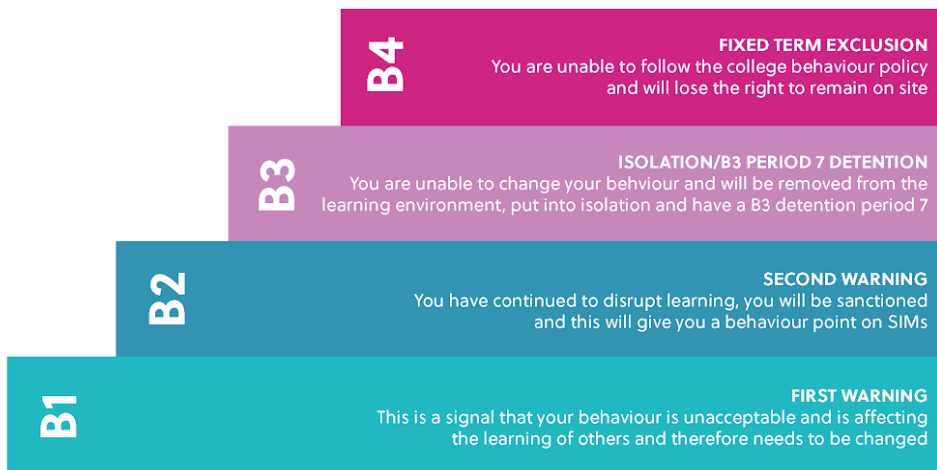 B4
FIXED TERM EXCLUSION
You are unable to follow the college behaviour policy
and will lose the right to remain on site
B3
ISOLATION/B3 PERIOD 7 DETENTION
You are unable to change your behviour and will be removed from the
learning environment, put into isolation and have a B3 detention period 7
B2
SECOND WARNING
You have continued to disrupt learning, you will be sanctioned
and this will give you a behaviour point on SIMs
B1
FIRST WARNING
This is a signal that your behaviour is unacceptable and is affecting
the learning of others and therefore needs to be changed